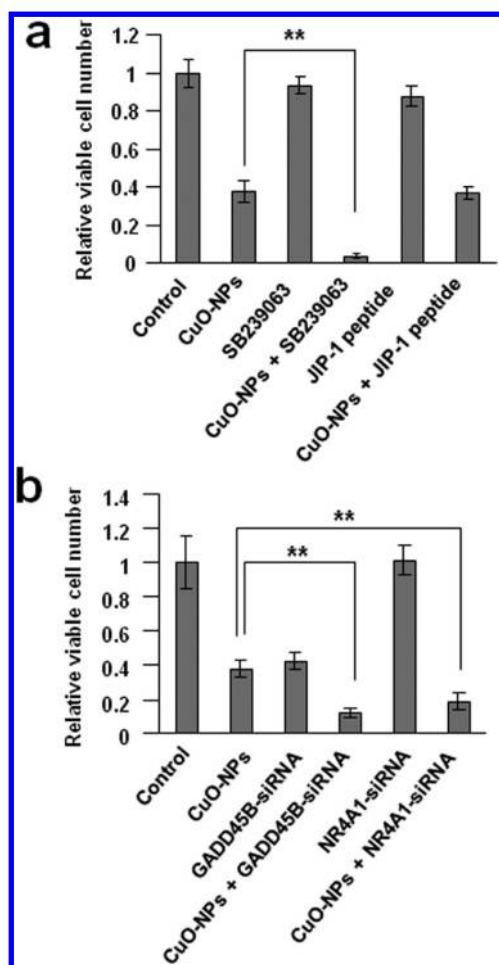 a
Relative viable cell number
1.2
1
0.8
0.6
0.4
0.2
0
**
Control
CuO-NPs
SB239063
CuO-NPs + SB239063
JIP-1 peptide
CuO-NPs + JIP-1 peptide
b
Relative viable cell number
1.4
1.2
1
0.8
0.6
0.4
0.2
0
**
**
Control
CuO-NPs
GADD45B-siRNA
CuO-NPs + GADD45B-siRNA
NR4A1-siRNA
CuO-NPs + NR4A1-siRNA